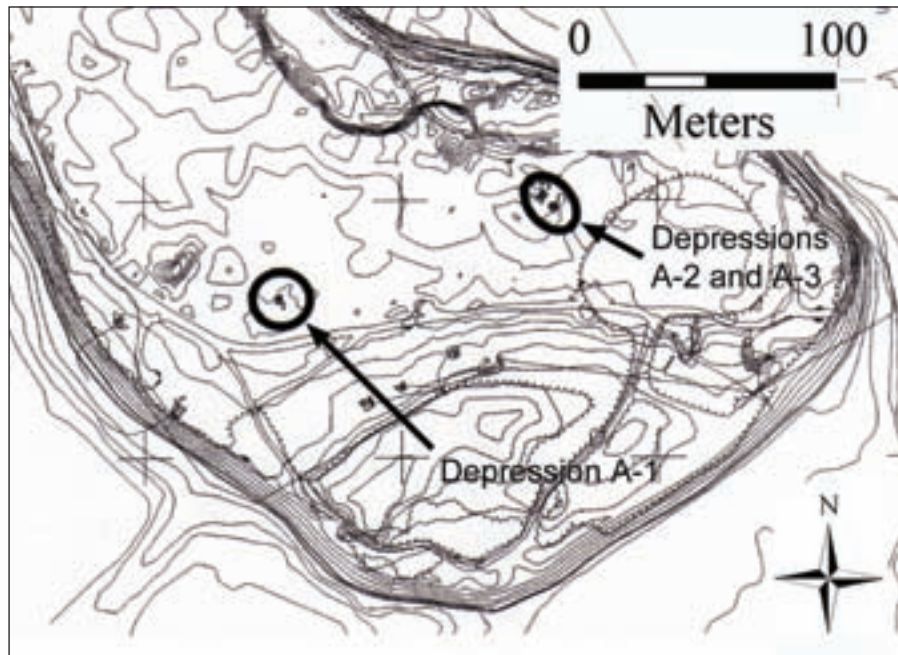 0 100
Meters
Depressions
A-2 and A-3
Depression A-1
N